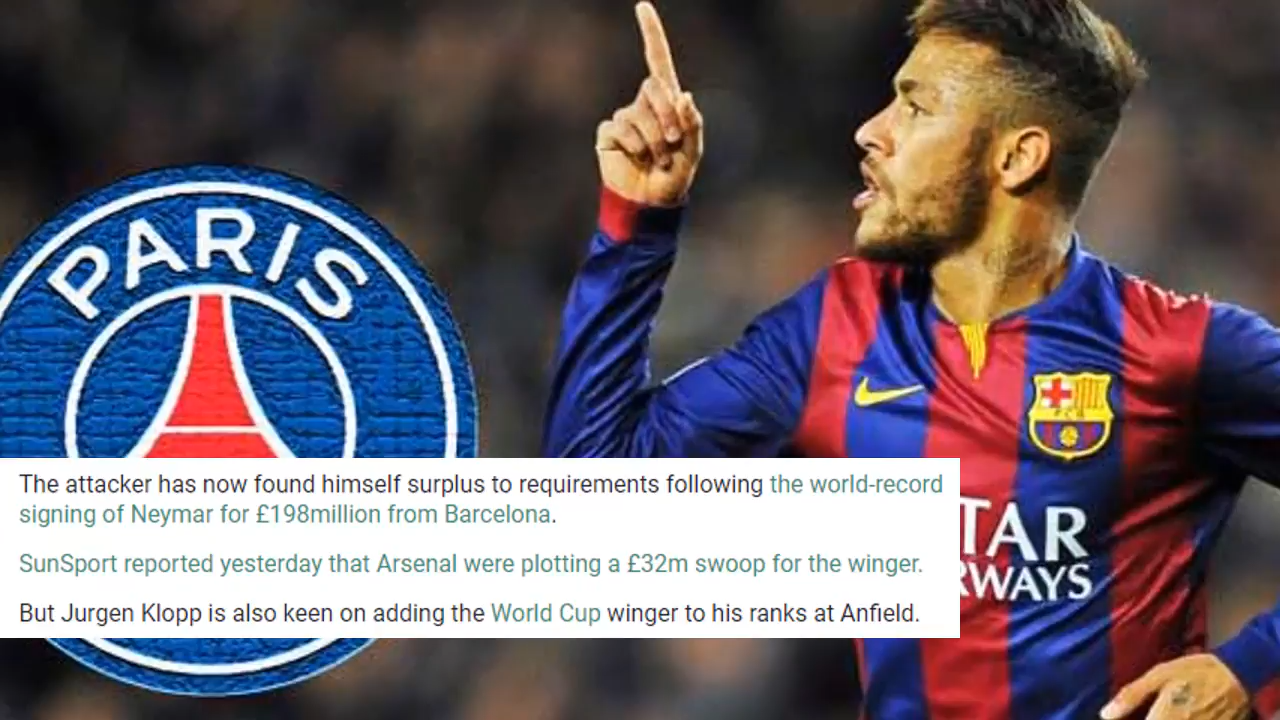 PARIS
The attacker has now found himself surplus to requirements following the world-record
signing of Neymar for £198million from Barcelona.
SunSport reported yesterday that Arsenal were plotting a £32m swoop for the winger.
But Jurgen Klopp is also keen on adding the World Cup winger to his ranks at Anfield.
FCB
TAR
RWAYS